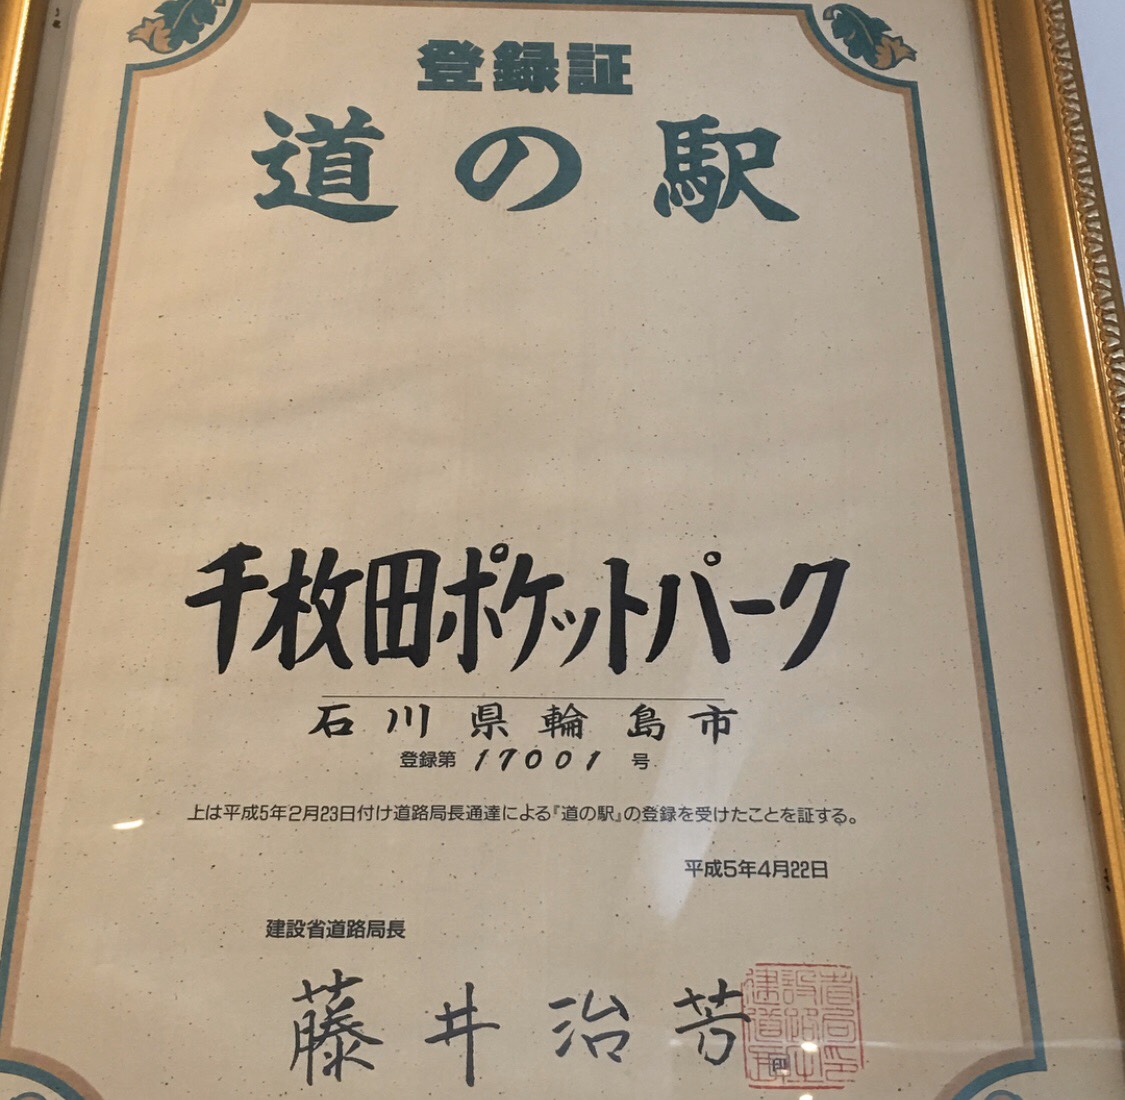 登録証
道の駅
千枚田ポケットパーク
石川県輪島市
登録第17001号
上は平成5年2月23日付け道路局長通達による『道の駅』の登録を受けたことを証する。
平成5年4月22日
建設省道路局長
藤井治芳